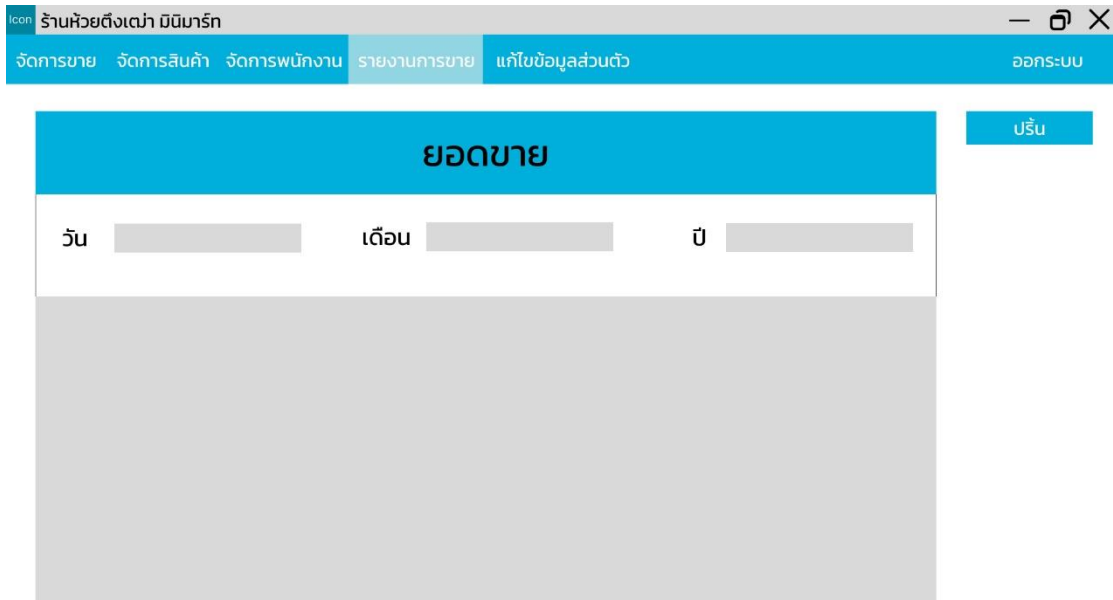 Icon ร้านห้วยตึงเฒ่า มินิมาร์ท
จัดการขาย จัดการสินค้า จัดการพนักงาน รายงานการขาย แก้ไขข้อมูลส่วนตัว ออกระบบ
ยอดขาย
ปริ้น
วัน เดือน ปี